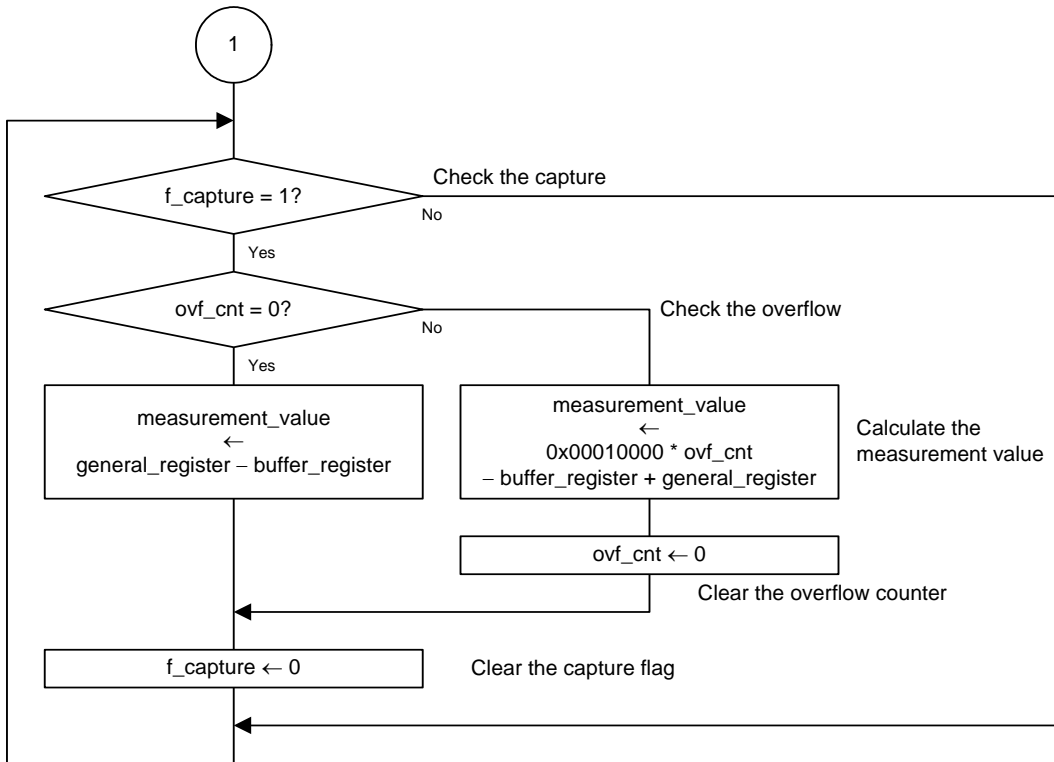 1
f_capture = 1?
Check the capture
No
Yes
ovf_cnt = 0?
Check the overflow
No
Yes
measurement_value
←
general_register − buffer_register
measurement_value
←
0x00010000 * ovf_cnt
− buffer_register + general_register
Calculate the
measurement value
ovf_cnt ← 0
Clear the overflow counter
f_capture ← 0
Clear the capture flag